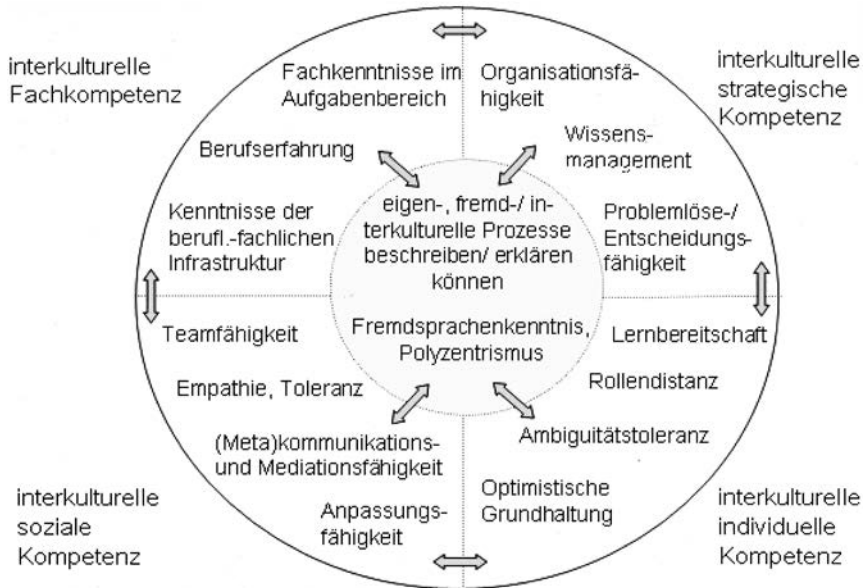 interkulturelle
Fachkompetenz
Fachkenntnisse im
Aufgabenbereich
Berufserfahrung
Kenntnisse der
berufl.-fachlichen
Infrastruktur
Organisationsfä-
higkeit
Wissens-
management
Problemlöse-/
Entscheidungs-
fähigkeit
interkulturelle
strategische
Kompetenz
eigen-, fremd-/ in-
terkulturelle Prozesse
beschreiben/ erklären
können
Fremdsprachenkenntnis,
Polyzentrismus
Teamfähigkeit
Empathie, Toleranz
(Meta)kommunikations-
und Mediationsfähigkeit
Anpassungs-
fähigkeit
interkulturelle
soziale
Kompetenz
Lernbereitschaft
Rollendistanz
Ambiguitätstoleranz
Optimistische
Grundhaltung
interkulturelle
individuelle
Kompetenz